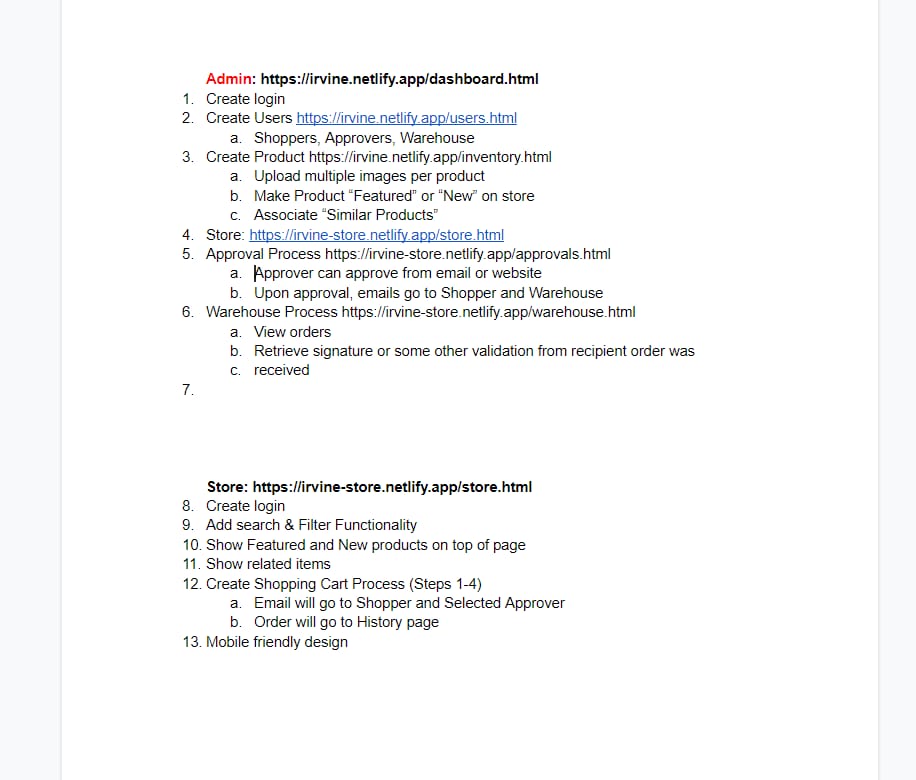 Admin: https://irvine.netlify.app/dashboard.html
1. Create login
2. Create Users https://irvine.netlify.app/users.html
a. Shoppers, Approvers, Warehouse
3. Create Product https://irvine.netlify.app/inventory.html
a. Upload multiple images per product
b. Make Product “Featured” or “New” on store
c. Associate “Similar Products”
4. Store: https://irvine-store.netlify.app/store.html
5. Approval Process https://irvine-store.netlify.app/approvals.html
a. Approver can approve from email or website
b. Upon approval, emails go to Shopper and Warehouse
6. Warehouse Process https://irvine-store.netlify.app/warehouse.html
a. View orders
b. Retrieve signature or some other validation from recipient order was
c. received
7.
Store: https://irvine-store.netlify.app/store.html
8. Create login
9. Add search & Filter Functionality
10. Show Featured and New products on top of page
11. Show related items
12. Create Shopping Cart Process (Steps 1-4)
a. Email will go to Shopper and Selected Approver
b. Order will go to History page
13. Mobile friendly design